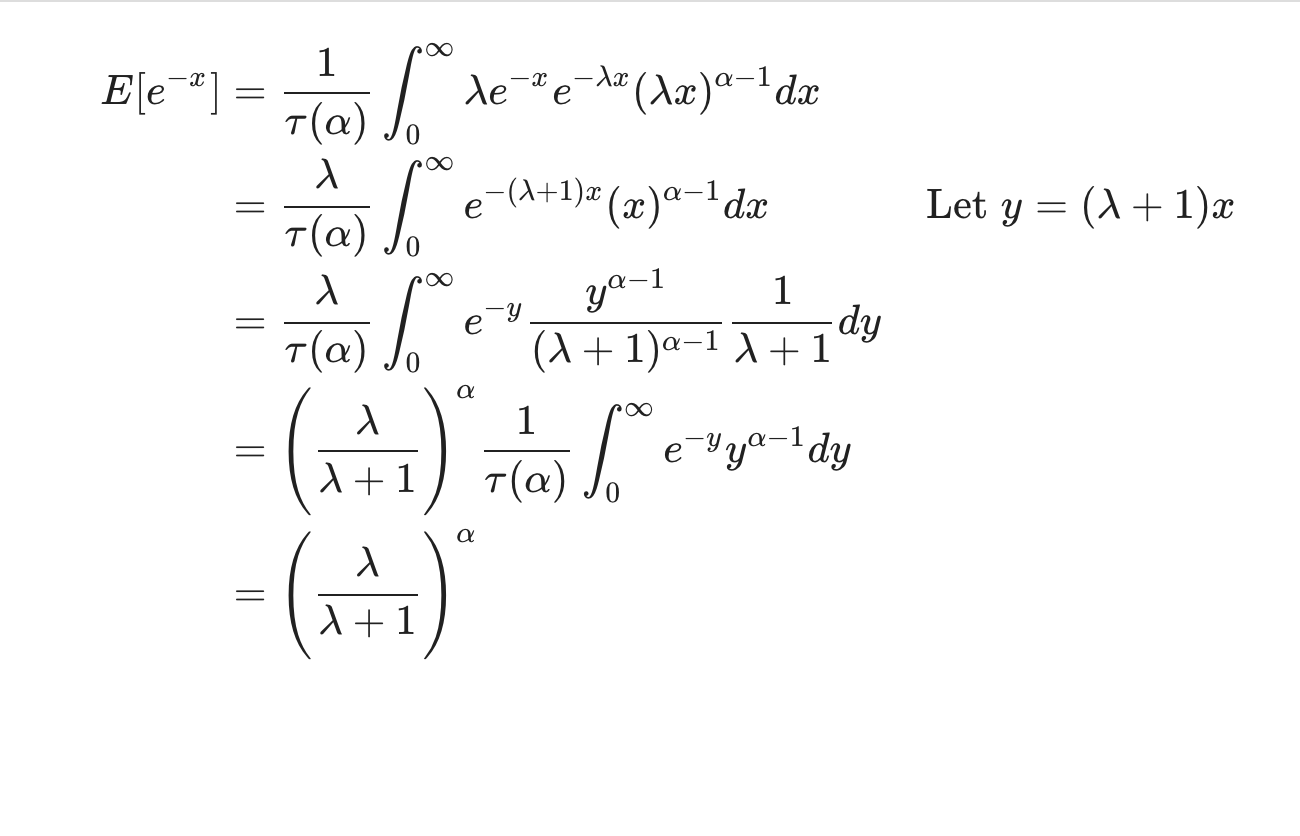 E[e^{-x}] = \frac{1}{\tau(\alpha)} \int_0^\infty \lambda e^{-x} e^{-\lambda x} (\lambda x)^{\alpha-1} dx
= \frac{\lambda}{\tau(\alpha)} \int_0^\infty e^{-(\lambda+1)x} (x)^{\alpha-1} dx    Let y = (\lambda + 1)x
= \frac{\lambda}{\tau(\alpha)} \int_0^\infty e^{-y} \frac{y^{\alpha-1}}{(\lambda+1)^{\alpha-1}} \frac{1}{\lambda+1} dy
= \left( \frac{\lambda}{\lambda+1} \right)^\alpha \frac{1}{\tau(\alpha)} \int_0^\infty e^{-y} y^{\alpha-1} dy
= \left( \frac{\lambda}{\lambda+1} \right)^\alpha